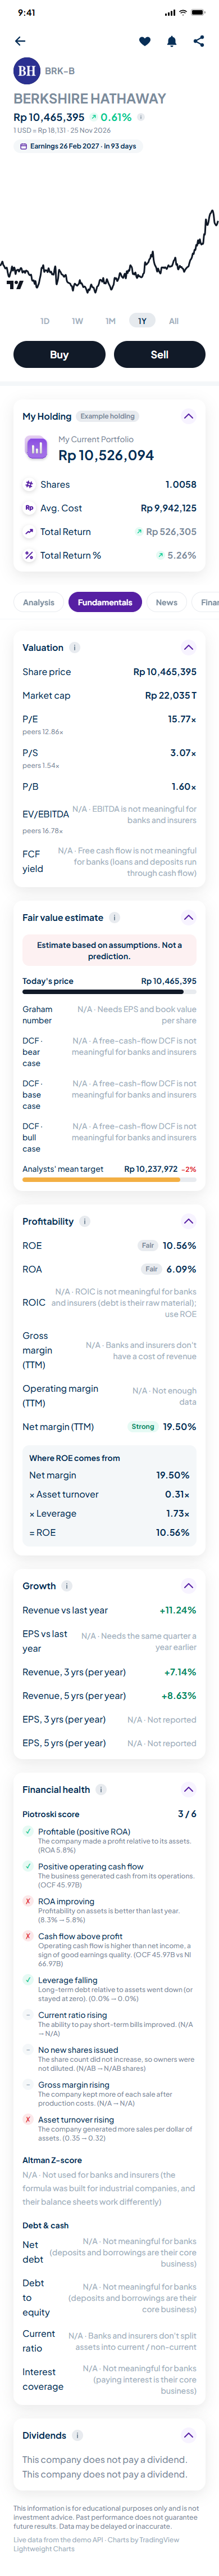 9:41
BH BRK-B
BERKSHIRE HATHAWAY
Rp 10,465,395 0.61% i
1 USD = Rp 18,131 · 25 Nov 2026
Earnings 26 Feb 2027 · in 93 days
1D 1W 1M 1Y All
Buy Sell
My Holding Example holding
My Current Portfolio
Rp 10,526,094
# Shares 1.0058
Rp Avg. Cost Rp 9,942,125
Total Return Rp 526,305
% Total Return % 5.26%
Analysis Fundamentals News Finan
Valuation i
Share price Rp 10,465,395
Market cap Rp 22,035 T
P/E 15.77×
peers 12.86×
P/S 3.07×
peers 1.54×
P/B 1.60×
EV/EBITDA N/A · EBITDA is not meaningful for
banks and insurers
peers 16.78×
FCF yield N/A · Free cash flow is not meaningful
for banks (loans and deposits run
through cash flow)
Fair value estimate i
Estimate based on assumptions. Not a
prediction.
Today's price Rp 10,465,395
Graham number N/A · Needs EPS and book value
per share
DCF · bear case N/A · A free-cash-flow DCF is not
meaningful for banks and insurers
DCF · base case N/A · A free-cash-flow DCF is not
meaningful for banks and insurers
DCF · bull case N/A · A free-cash-flow DCF is not
meaningful for banks and insurers
Analysts' mean target Rp 10,237,972 -2%
Profitability i
ROE Fair 10.56%
ROA Fair 6.09%
ROIC N/A · ROIC is not meaningful for banks
and insurers (debt is their raw material);
use ROE
Gross margin (TTM) N/A · Banks and insurers don't
have a cost of revenue
Operating margin (TTM) N/A · Not enough
data
Net margin (TTM) Strong 19.50%
Where ROE comes from
Net margin 19.50%
× Asset turnover 0.31×
× Leverage 1.73×
= ROE 10.56%
Growth i
Revenue vs last year +11.24%
EPS vs last year N/A · Needs the same quarter a
year earlier
Revenue, 3 yrs (per year) +7.14%
Revenue, 5 yrs (per year) +8.63%
EPS, 3 yrs (per year) N/A · Not reported
EPS, 5 yrs (per year) N/A · Not reported
Financial health i
Piotroski score 3 / 6
✓ Profitable (positive ROA)
The company made a profit relative to its assets.
(ROA 5.8%)
✓ Positive operating cash flow
The business generated cash from its operations.
(OCF 45.97B)
✗ ROA improving
Profitability on assets is better than last year.
(8.3% → 5.8%)
✗ Cash flow above profit
Operating cash flow is higher than net income, a
sign of good earnings quality. (OCF 45.97B vs NI
66.97B)
✓ Leverage falling
Long-term debt relative to assets went down (or
stayed at zero). (0.0% → 0.0%)
– Current ratio rising
The ability to pay short-term bills improved. (N/A
→ N/A)
– No new shares issued
The share count did not increase, so owners were
not diluted. (N/AB → N/AB shares)
– Gross margin rising
The company kept more of each sale after
production costs. (N/A → N/A)
✗ Asset turnover rising
The company generated more sales per dollar of
assets. (0.35 → 0.32)
Altman Z-score
N/A · Not used for banks and insurers (the
formula was built for industrial companies, and
their balance sheets work differently)
Debt & cash
Net debt N/A · Not meaningful for banks
(deposits and borrowings are their core
business)
Debt to equity N/A · Not meaningful for banks
(deposits and borrowings are their
core business)
Current ratio N/A · Banks and insurers don't split
assets into current / non-current
Interest coverage N/A · Not meaningful for banks
(paying interest is their core
business)
Dividends i
This company does not pay a dividend.
This company does not pay a dividend.
This information is for educational purposes only and is not
investment advice. Past performance does not guarantee
future results. Data may be delayed or inaccurate.
Live data from the demo API · Charts by TradingView
Lightweight Charts